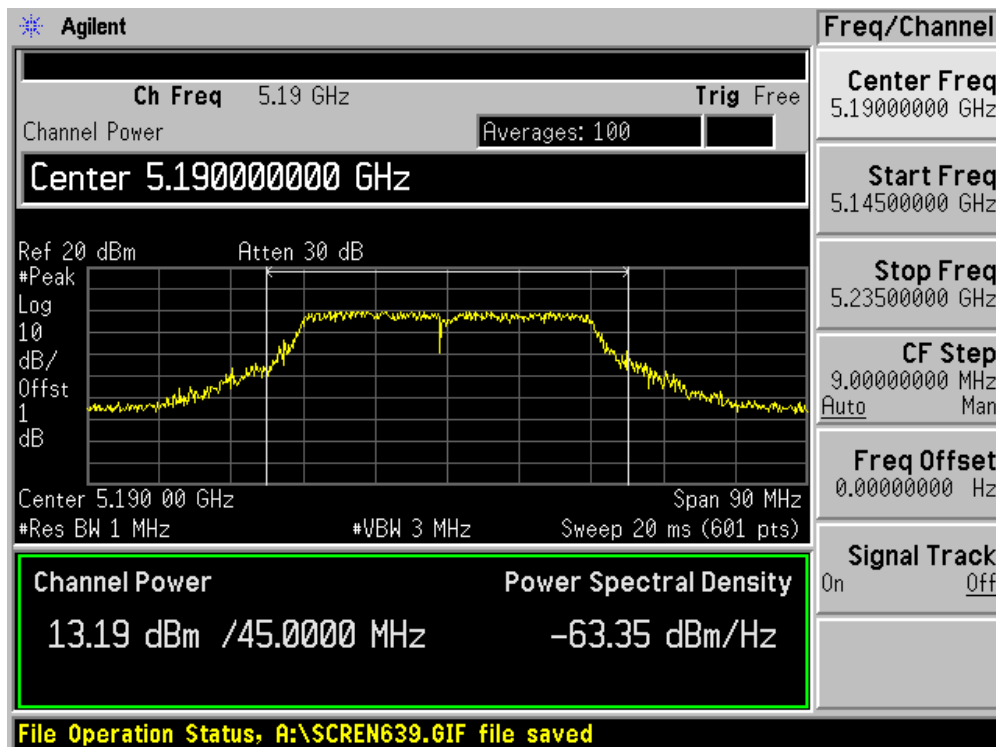 Agilent
Freq/Channel
Ch Freq 5.19 GHz Trig Free
Channel Power Averages: 100
Center 5.190000000 GHz
Ref 20 dBm Atten 30 dB
#Peak
Log
10
dB/
Offst
1
dB
Center 5.190 00 GHz Span 90 MHz
#Res BW 1 MHz #VBW 3 MHz Sweep 20 ms (601 pts)
Channel Power Power Spectral Density
13.19 dBm /45.0000 MHz -63.35 dBm/Hz
File Operation Status, A:\SCREN639.GIF file saved
Center Freq
5.19000000 GHz
Start Freq
5.14500000 GHz
Stop Freq
5.23500000 GHz
CF Step
9.00000000 MHz
Auto Man
Freq Offset
0.00000000 Hz
Signal Track
On Off